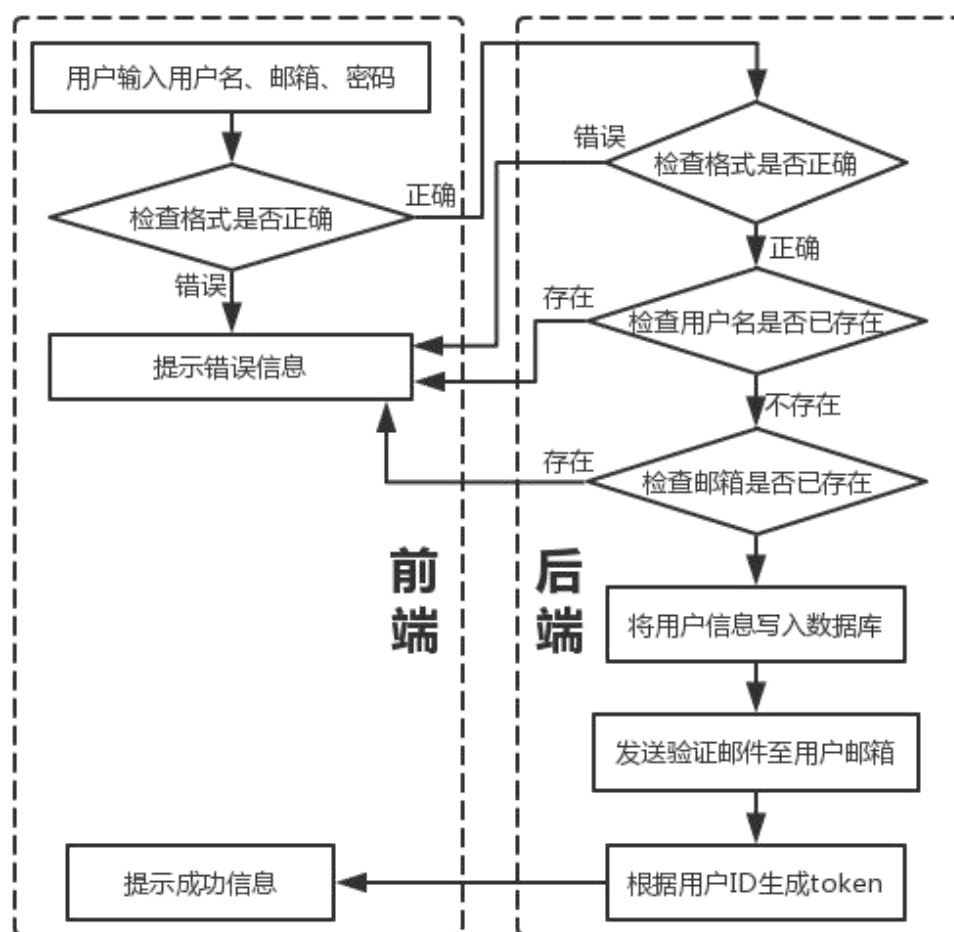 用户输入用户名、邮箱、密码
检查格式是否正确
正确
错误
提示错误信息
检查格式是否正确
错误
正确
检查用户名是否已存在
存在
不存在
检查邮箱是否已存在
存在
前端
后端
将用户信息写入数据库
发送验证邮件至用户邮箱
根据用户ID生成token
提示成功信息